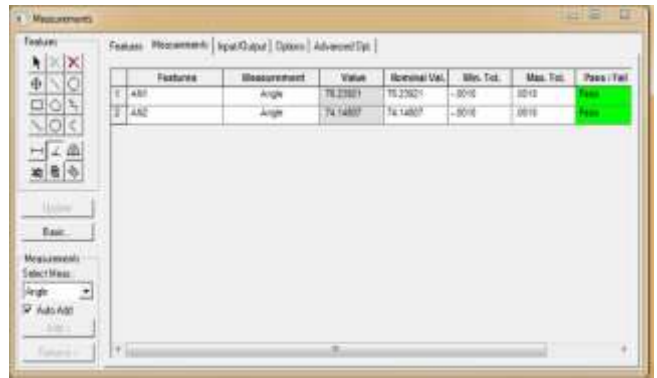 Measurements
Features
Features Measurements Input/Output Options Advanced Opt.
Features Measurement Value Nominal Val. Min. Tol. Max. Tol. Pass / Fail
1 AN1 Angle 75.23921 75.23921 -.0010 .0010 Pass
2 AN2 Angle 74.14807 74.14807 -.0010 .0010 Pass
Update
Basic...
Measurements
Select Meas.:
Angle
Auto Add
Add >
Remove <